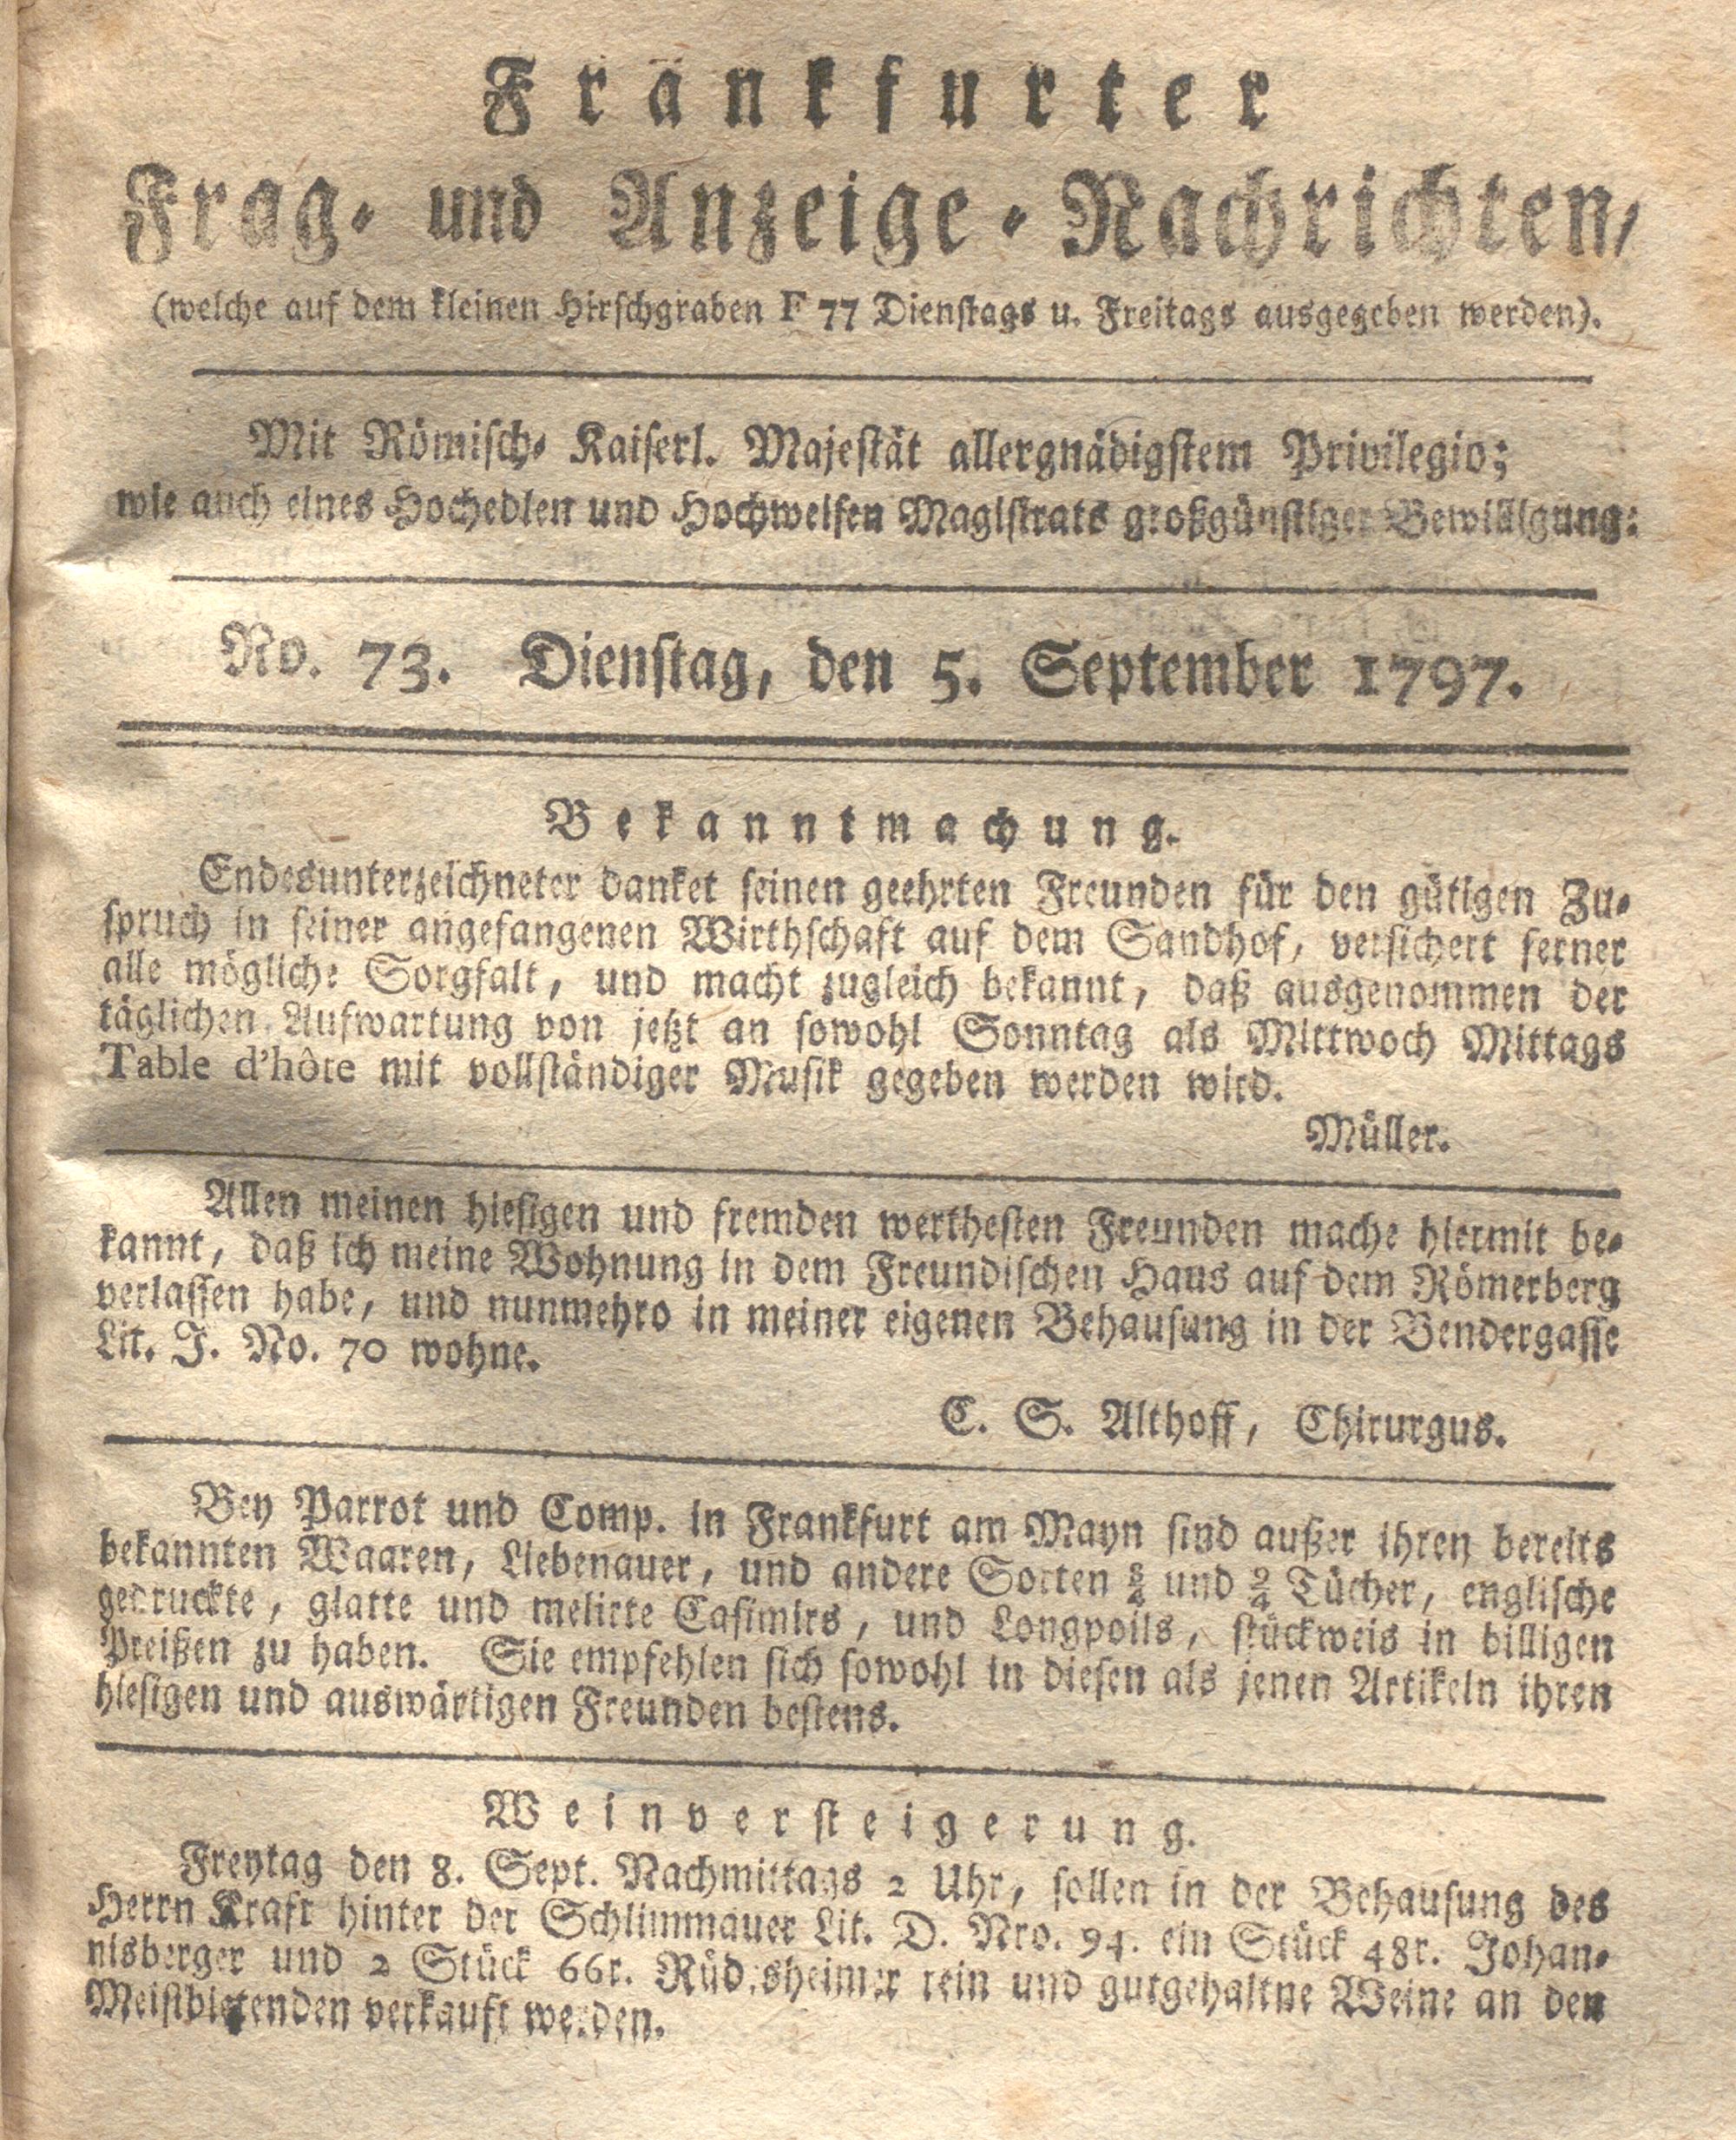 Frankfurter
Frag- und Anzeige-Nachrichten,
(welche auf dem kleinen Hirschgraben F 77 Dienstags u. Freitags ausgegeben werden).
Mit Römisch- Kaiserl. Majestät allergnädigstem Privilegio;
wie auch eines Hochedlen und Hochweisen Magistrats großgünstiger Bewilligung:
No. 73. Dienstag, den 5. September 1797.
Bekanntmachung.
Endesunterzeichneter danket seinen geehrten Freunden für den gütigen Zu-
spruch in seiner angefangenen Wirthschaft auf dem Sandhof, versichert ferner
alle mögliche Sorgfalt, und macht zugleich bekannt, daß ausgenommen der
täglichen Aufwartung von jetzt an sowohl Sonntag als Mittwoch Mittags
Table d'hôte mit vollständiger Musik gegeben werden wird.
Müller.
Allen meinen hiesigen und fremden werthesten Freunden mache hiermit be-
kannt, daß ich meine Wohnung in dem Freundischen Haus auf dem Römerberg
verlassen habe, und nunmehro in meiner eigenen Behausung in der Bendergasse
Lit. J. No. 70 wohne.
C. S. Althoff, Chirurgus.
Bey Parrot und Comp. in Frankfurt am Mayn sind außer ihren bereits
bekannten Waaren, Liebenauer, und andere Sorten und Tücher, englische
gedruckte, glatte und melirte Casimirs, und Longpoils, stückweis in billigen
Preißen zu haben. Sie empfehlen sich sowohl in diesen als jenen Artikeln ihren
hiesigen und auswärtigen Freunden bestens.
Weinversteigerung.
Freytag den 8. Sept. Nachmittags 2 Uhr, sollen in der Behausung des
Herrn Kraft hinter der Schlimmauer Lit. D. Nro. 94. ein Stück 48r. Johan-
nisberger und 2 Stück 66r. Rüdesheimer rein und gutgehaltne Weine an den
Meistbietenden verkauft werden.